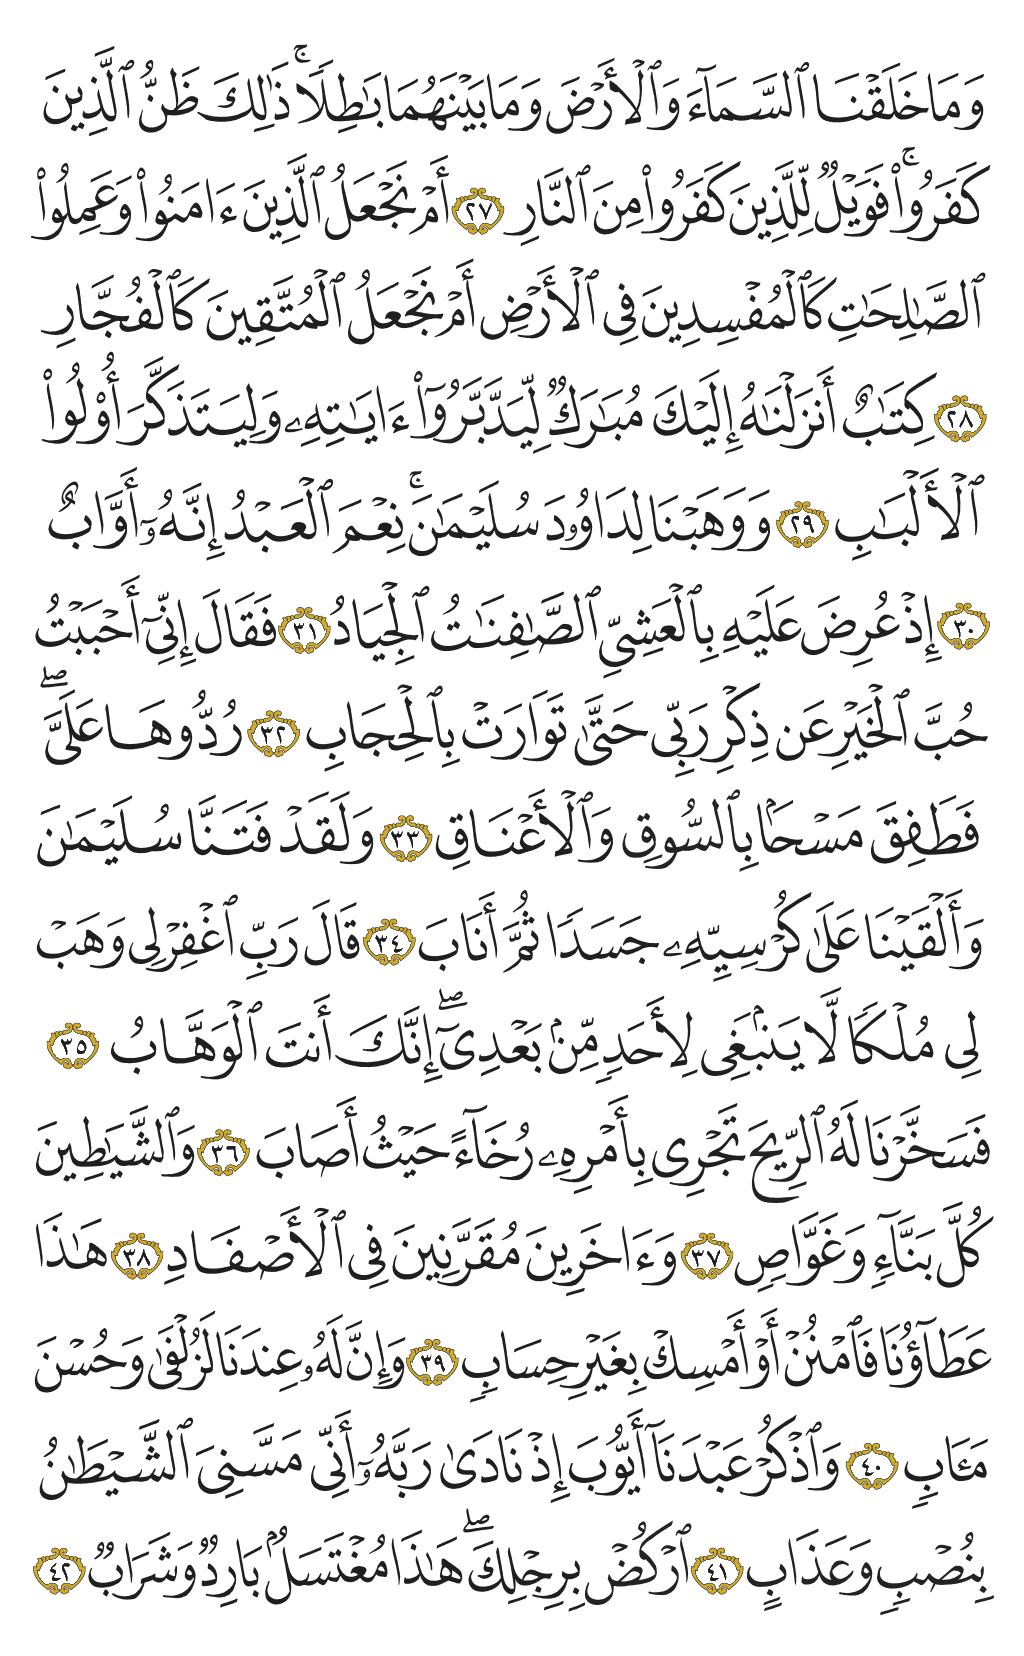 وَمَا خَلَقْنَا ٱلسَّمَآءَ وَٱلْأَرْضَ وَمَا بَيْنَهُمَا بَٰطِلًا ۚ ذَٰلِكَ ظَنُّ ٱلَّذِينَ
كَفَرُوا۟ ۚ فَوَيْلٌ لِّلَّذِينَ كَفَرُوا۟ مِنَ ٱلنَّارِ ٢٧ أَمْ نَجْعَلُ ٱلَّذِينَ ءَامَنُوا۟ وَعَمِلُوا۟
ٱلصَّٰلِحَٰتِ كَٱلْمُفْسِدِينَ فِى ٱلْأَرْضِ أَمْ نَجْعَلُ ٱلْمُتَّقِينَ كَٱلْفُجَّارِ
٢٨ كِتَٰبٌ أَنزَلْنَٰهُ إِلَيْكَ مُبَٰرَكٌ لِّيَدَّبَّرُوٓا۟ ءَايَٰتِهِۦ وَلِيَتَذَكَّرَ أُو۟لُوا۟
ٱلْأَلْبَٰبِ ٢٩ وَوَهَبْنَا لِدَاوُۥدَ سُلَيْمَٰنَ ۚ نِعْمَ ٱلْعَبْدُ إِنَّهُۥٓ أَوَّابٌ
٣٠ إِذْ عُرِضَ عَلَيْهِ بِٱلْعَشِىِّ ٱلصَّٰفِنَٰتُ ٱلْجِيَادُ ٣١ فَقَالَ إِنِّىٓ أَحْبَبْتُ
حُبَّ ٱلْخَيْرِ عَن ذِكْرِ رَبِّى حَتَّىٰ تَوَارَتْ بِٱلْحِجَابِ ٣٢ رُدُّوهَا عَلَىَّ ۖ
فَطَفِقَ مَسْحًۢا بِٱلسُّوقِ وَٱلْأَعْنَاقِ ٣٣ وَلَقَدْ فَتَنَّا سُلَيْمَٰنَ
وَأَلْقَيْنَا عَلَىٰ كُرْسِيِّهِۦ جَسَدًا ثُمَّ أَنَابَ ٣٤ قَالَ رَبِّ ٱغْفِرْ لِى وَهَبْ
لِى مُلْكًا لَّا يَنۢبَغِى لِأَحَدٍ مِّنۢ بَعْدِىٓ ۖ إِنَّكَ أَنتَ ٱلْوَهَّابُ ٣٥
فَسَخَّرْنَا لَهُ ٱلرِّيحَ تَجْرِى بِأَمْرِهِۦ رُخَآءً حَيْثُ أَصَابَ ٣٦ وَٱلشَّيَٰطِينَ
كُلَّ بَنَّآءٍ وَغَوَّاصٍ ٣٧ وَءَاخَرِينَ مُقَرَّنِينَ فِى ٱلْأَصْفَادِ ٣٨ هَٰذَا
عَطَآؤُنَا فَٱمْنُنْ أَوْ أَمْسِكْ بِغَيْرِ حِسَابٍ ٣٩ وَإِنَّ لَهُۥ عِندَنَا لَزُلْفَىٰ وَحُسْنَ
مَـَٔابٍ ٤٠ وَٱذْكُرْ عَبْدَنَآ أَيُّوبَ إِذْ نَادَىٰ رَبَّهُۥٓ أَنِّى مَسَّنِىَ ٱلشَّيْطَٰنُ
بِنُصْبٍ وَعَذَابٍ ٤١ ٱرْكُضْ بِرِجْلِكَ ۖ هَٰذَا مُغْتَسَلٌۢ بَارِدٌ وَشَرَابٌ ٤٢